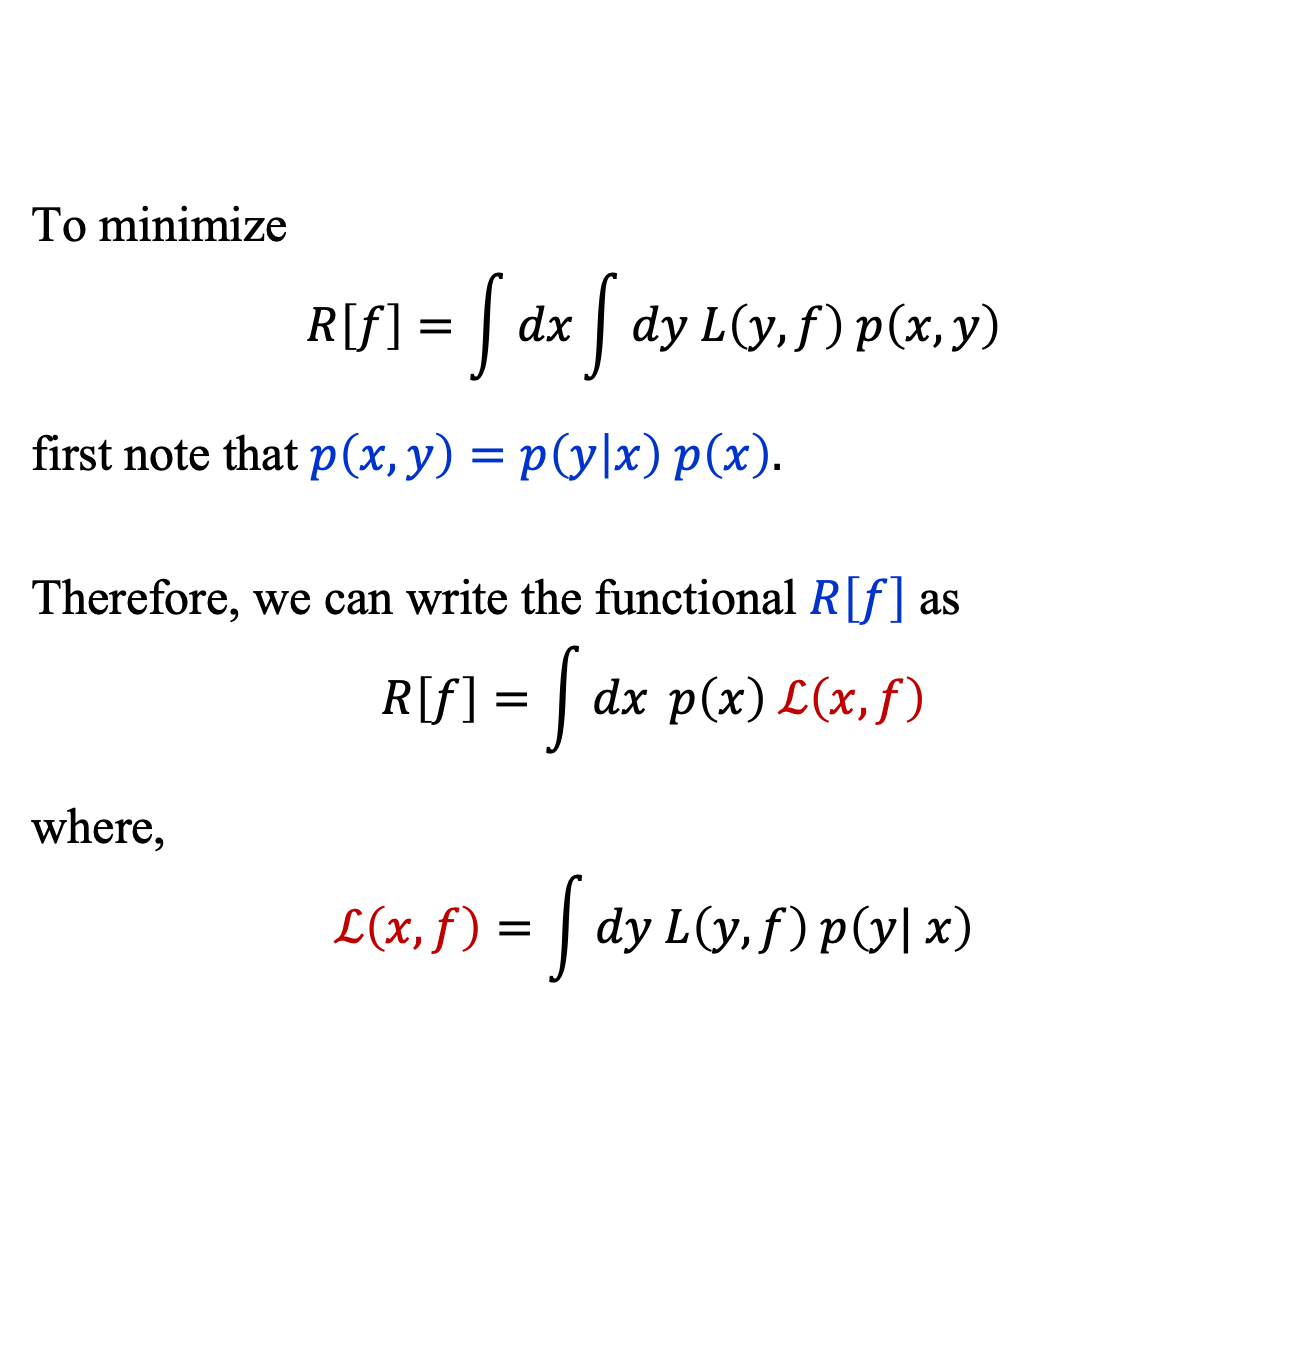 To minimize
R[f] = ∫ dx ∫ dy L(y, f) p(x, y)
first note that p(x, y) = p(y|x) p(x).
Therefore, we can write the functional R[f] as
R[f] = ∫ dx p(x) ℒ(x, f)
where,
ℒ(x, f) = ∫ dy L(y, f) p(y| x)